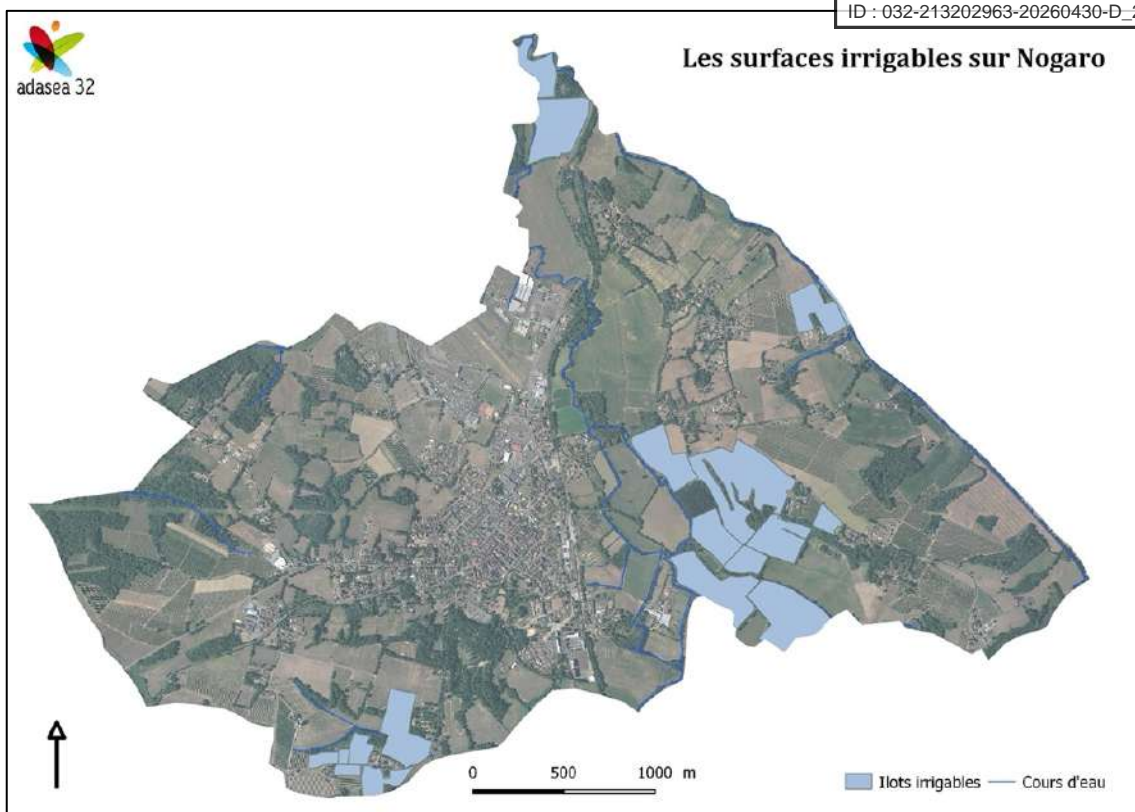 ID : 032-213202963-20260430-D_
adasea 32
Les surfaces irrigables sur Nogaro
0 500 1000 m
Ilots irrigables Cours d'eau